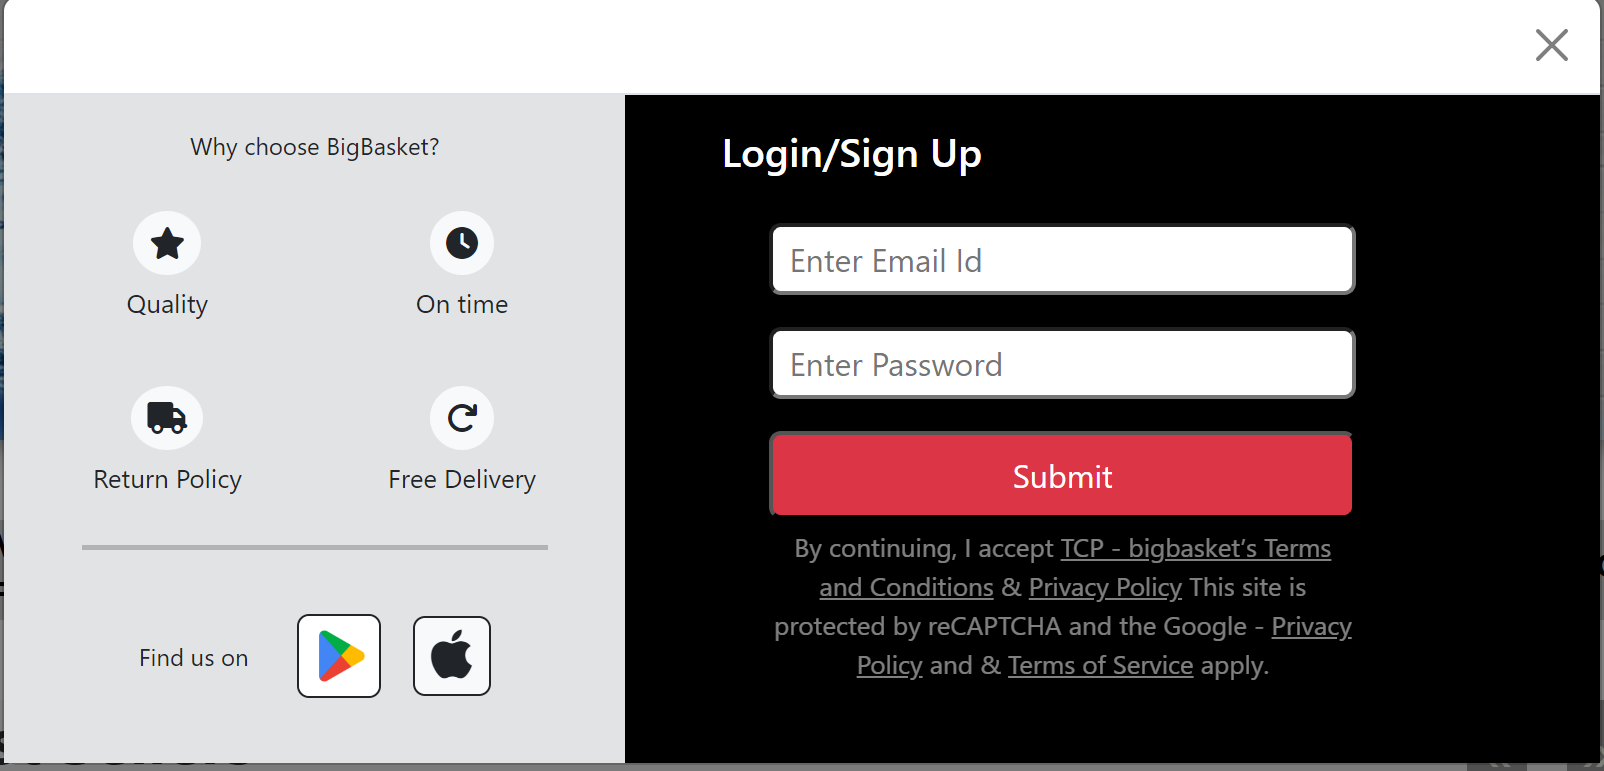 Why choose BigBasket?
Quality
On time
Return Policy
Free Delivery
Find us on
Login/Sign Up
Enter Email Id
Enter Password
Submit
By continuing, I accept TCP - bigbasket’s Terms
and Conditions & Privacy Policy This site is
protected by reCAPTCHA and the Google - Privacy
Policy and & Terms of Service apply.